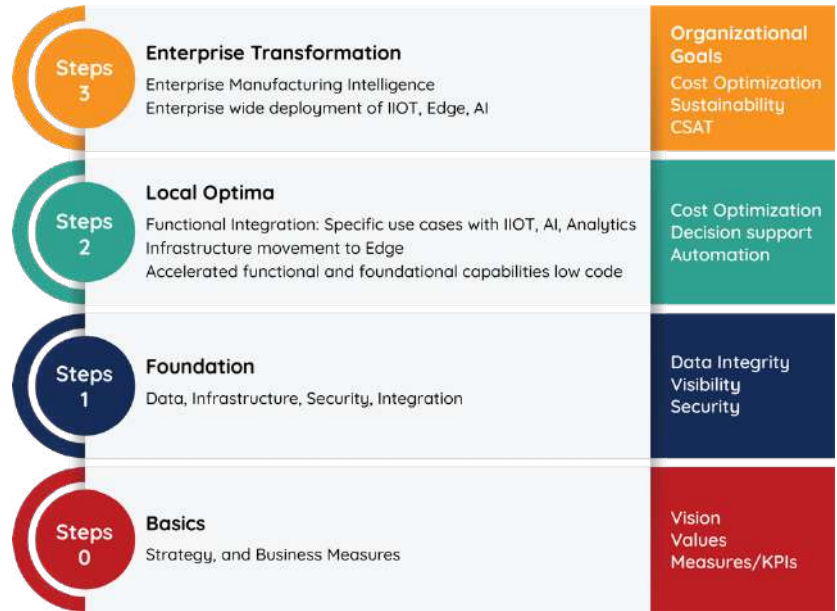 Steps
3
Enterprise Transformation
Enterprise Manufacturing Intelligence
Enterprise wide deployment of IIOT, Edge, AI
Organizational
Goals
Cost Optimization
Sustainability
CSAT
Steps
2
Local Optima
Functional Integration: Specific use cases with IIOT, AI, Analytics
Infrastructure movement to Edge
Accelerated functional and foundational capabilities low code
Cost Optimization
Decision support
Automation
Steps
1
Foundation
Data, Infrastructure, Security, Integration
Data Integrity
Visibility
Security
Steps
0
Basics
Strategy, and Business Measures
Vision
Values
Measures/KPIs